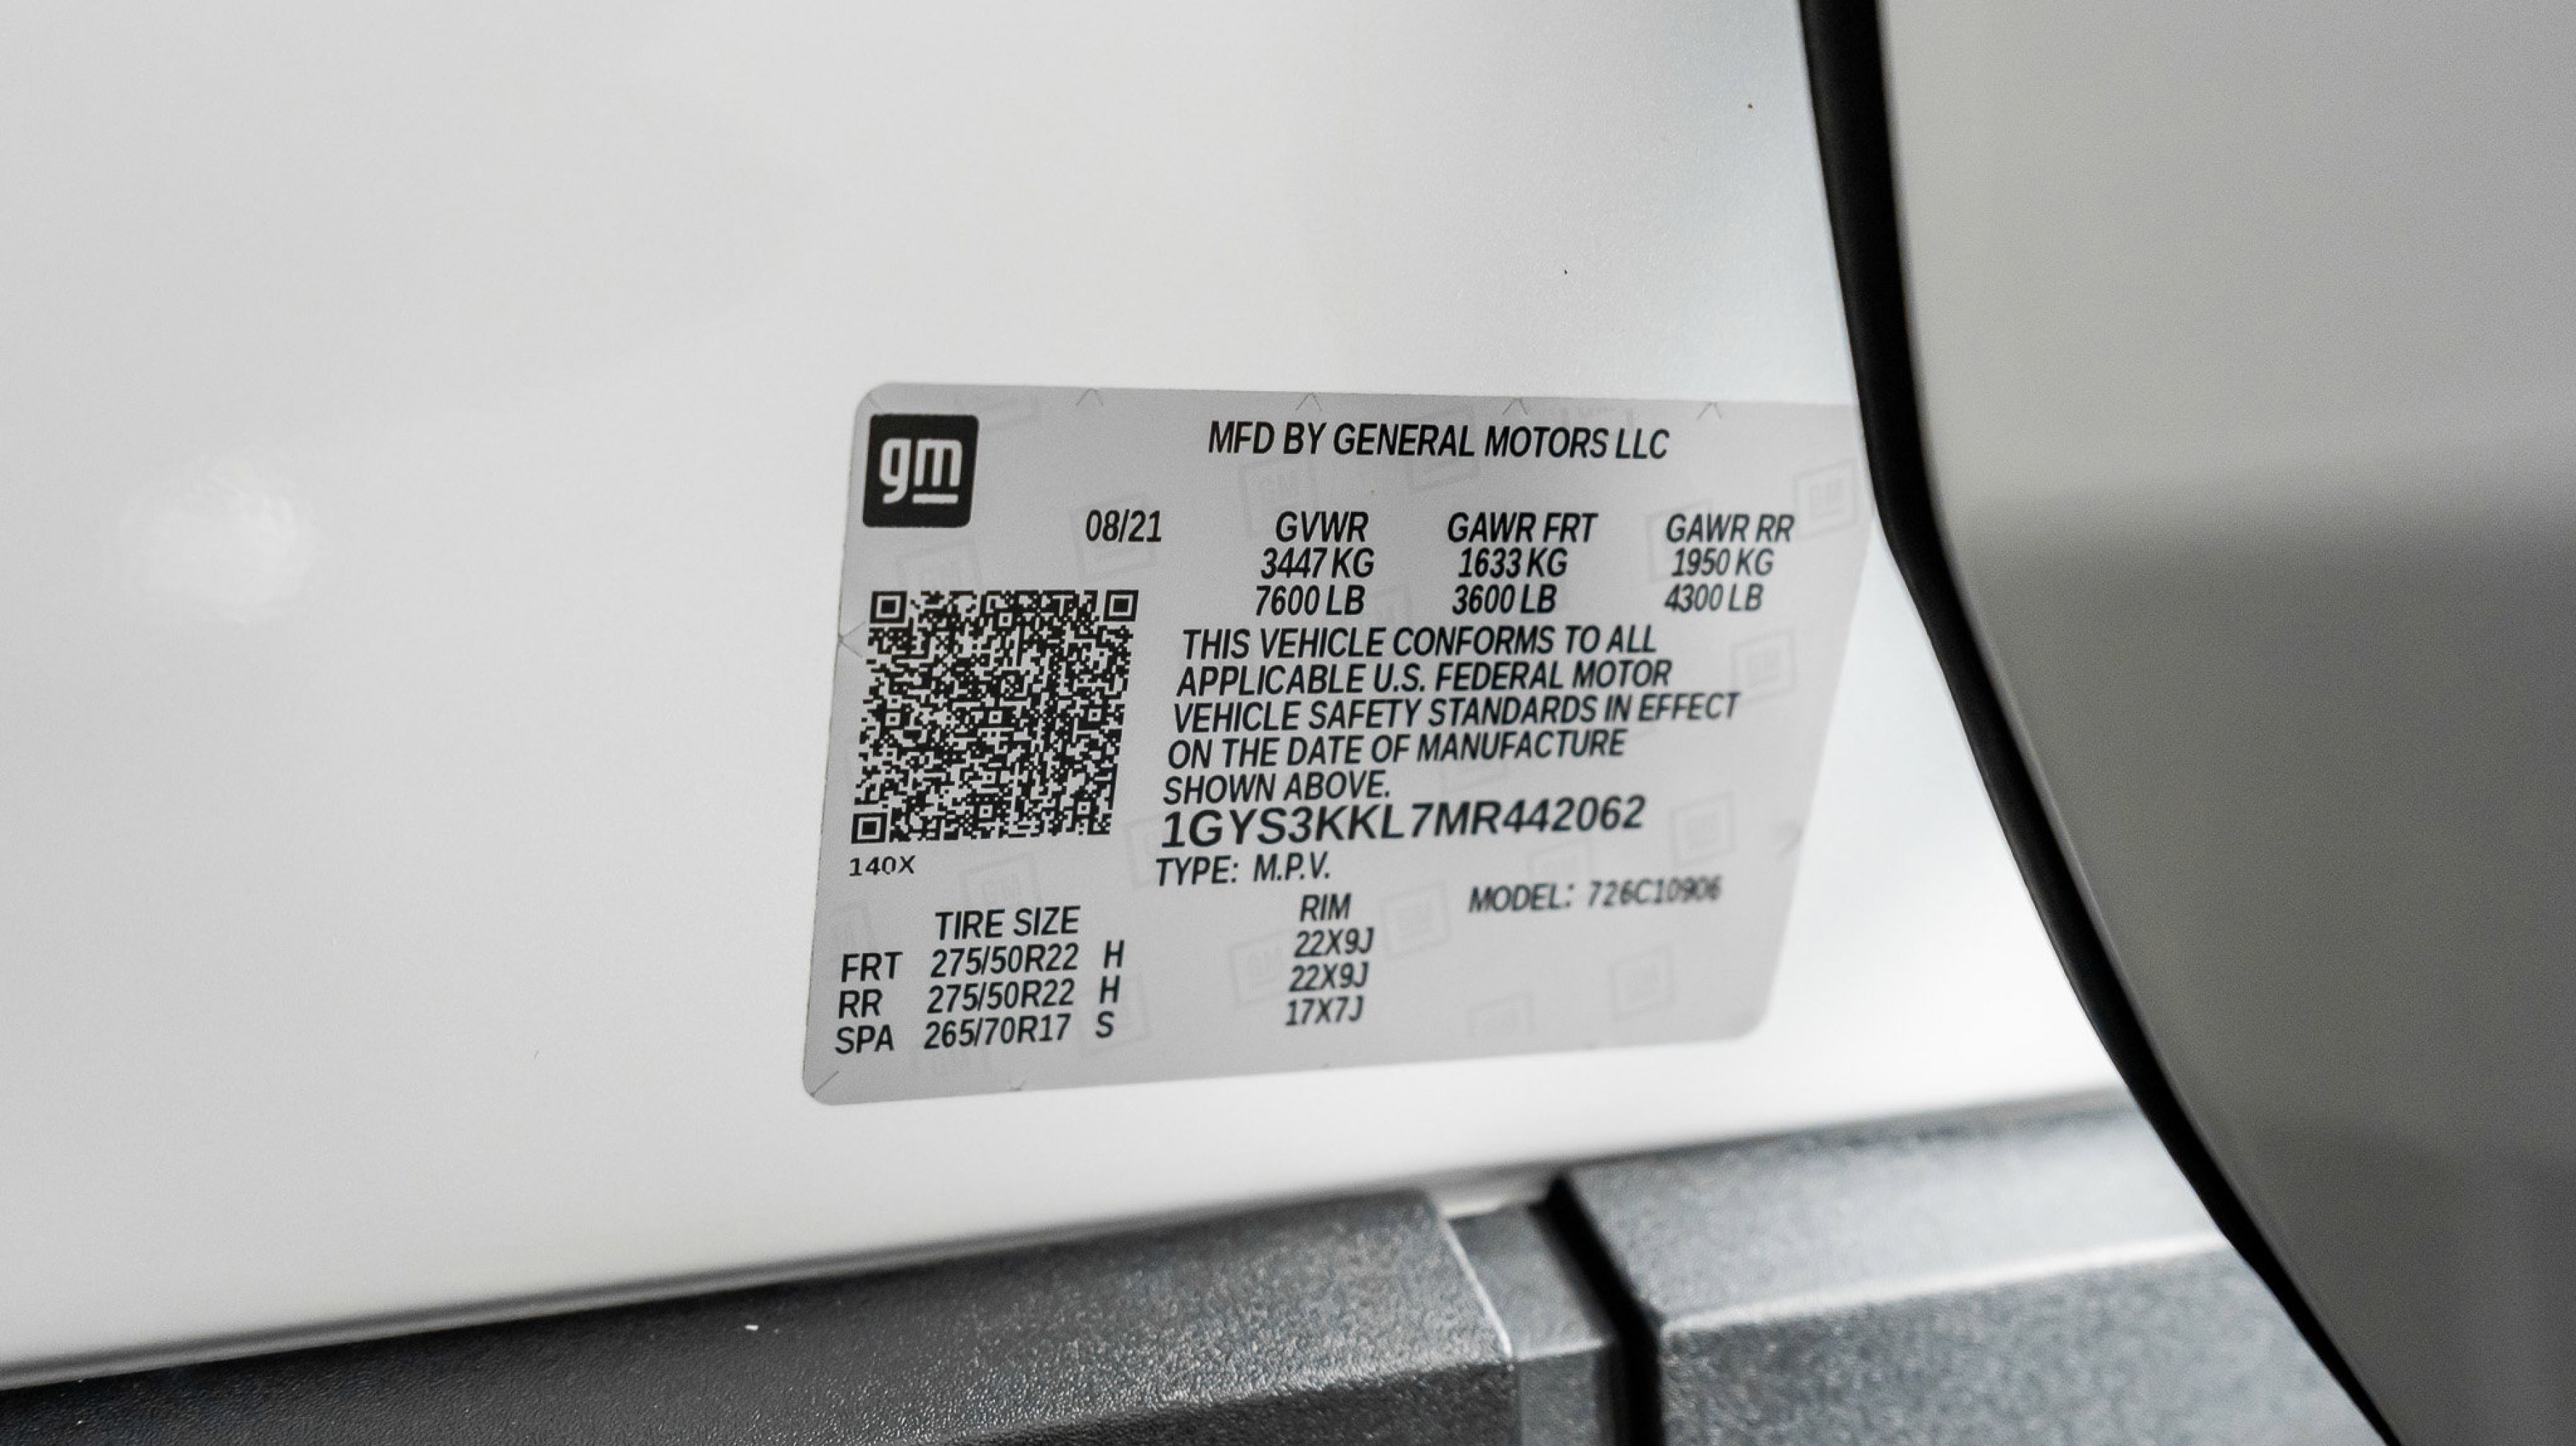 gm
MFD BY GENERAL MOTORS LLC
08/21 GVWR GAWR FRT GAWR RR
3447 KG 1633 KG 1950 KG
7600 LB 3600 LB 4300 LB
THIS VEHICLE CONFORMS TO ALL
APPLICABLE U.S. FEDERAL MOTOR
VEHICLE SAFETY STANDARDS IN EFFECT
ON THE DATE OF MANUFACTURE
SHOWN ABOVE.
1GYS3KKL7MR442062
140X
TYPE: M.P.V.
MODEL: 726C10906
TIRE SIZE RIM
FRT 275/50R22 H 22X9J
RR 275/50R22 H 22X9J
SPA 265/70R17 S 17X7J